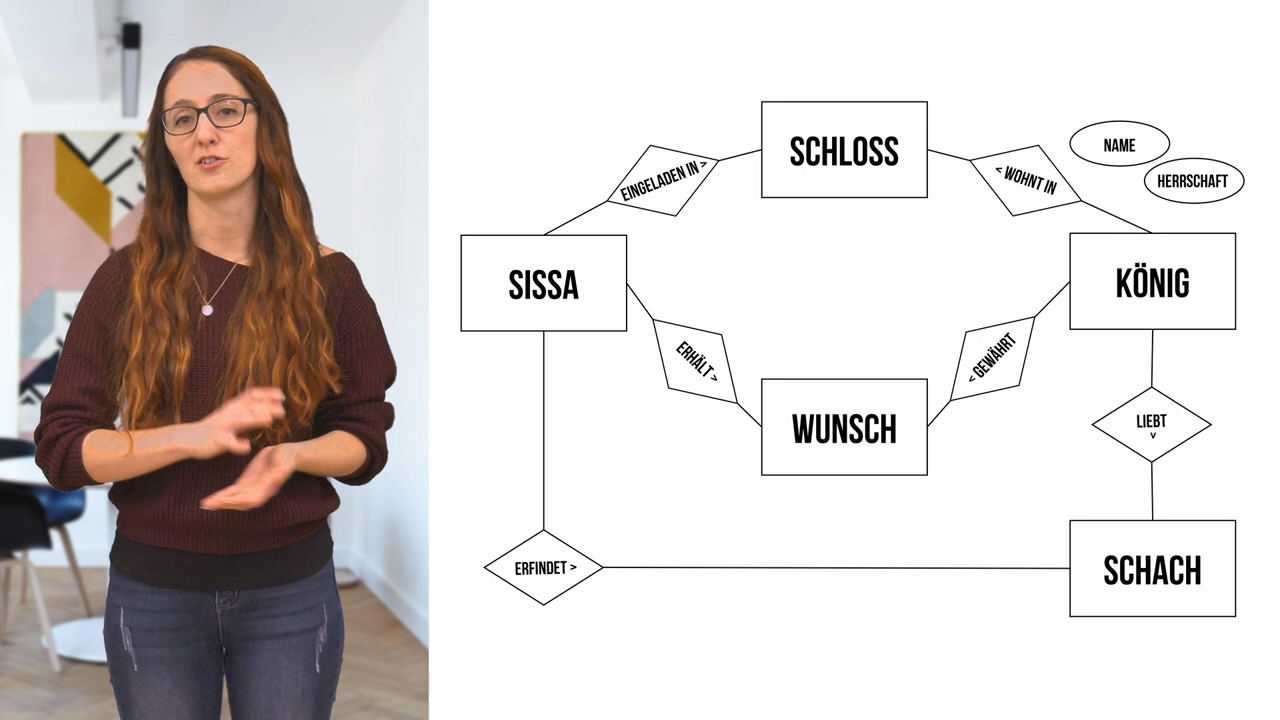 SCHLOSS
EINGELADEN IN >
< WOHNT IN
NAME
HERRSCHAFT
SISSA
KÖNIG
ERHÄLT >
< GEWÄHRT
WUNSCH
LIEBT
v
ERFINDET >
SCHACH